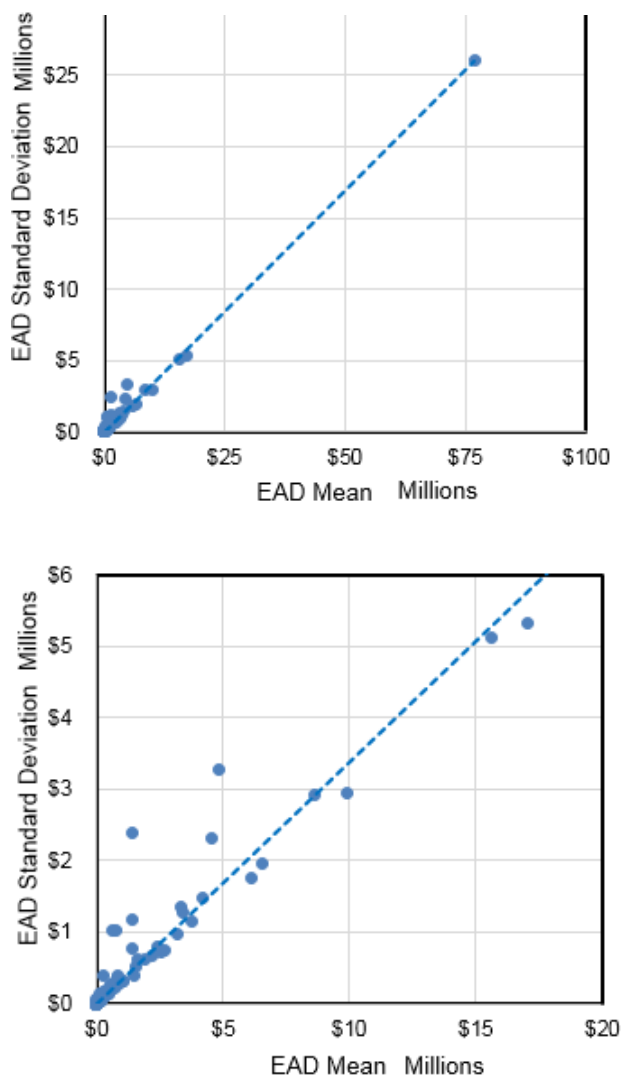 EAD Standard Deviation Millions
$25
$20
$15
$10
$5
$0
$0 $25 $50 $75 $100
EAD Mean Millions
EAD Standard Deviation Millions
$6
$5
$4
$3
$2
$1
$0
$0 $5 $10 $15 $20
EAD Mean Millions